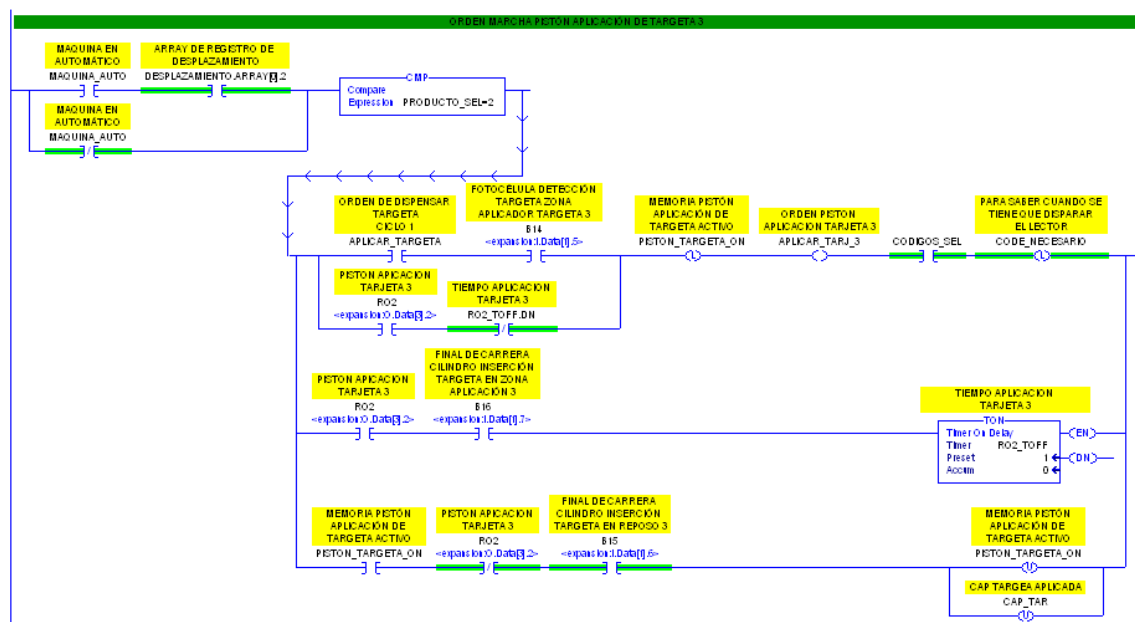 ORDEN MARCHA PISTÓN APLICACIÓN DE TARGETA 3
MAQUINA EN
AUTOMÁTICO
MAQUINA_AUTO
ARRAY DE REGISTRO DE
DESPLAZAMIENTO
DESPLAZAMIENTO.ARRAY[0].2
MAQUINA EN
AUTOMÁTICO
MAQUINA_AUTO
CMP
Compare
Expression PRODUCTO_SEL=2
ORDEN DE DISPENSAR
TARGETA
CICLO 1
APLICAR_TARGETA
FOTOCÉLULA DETECCIÓN
TARGETA ZONA
APLICADOR TARGETA 3
B14
<expansion:I.Data[1].5>
MEMORIA PISTÓN
APLICACIÓN DE
TARGETA ACTIVO
PISTON_TARGETA_ON
L
ORDEN PISTON
APLICACION TARJETA 3
APLICAR_TARJ_3
CODIGOS_SEL
PARA SABER CUANDO SE
TIENE QUE DISPARAR
EL LECTOR
CODE_NECESARIO
L
PISTON APICACION
TARJETA 3
RO2
<expansion:O.Data[3].2>
TIEMPO APLICACION
TARJETA 3
RO2_TOFF.DN
PISTON APICACION
TARJETA 3
RO2
<expansion:O.Data[3].2>
FINAL DE CARRERA
CILINDRO INSERCIÓN
TARGETA EN ZONA
APLICACIÓN 3
B16
<expansion:I.Data[1].7>
TIEMPO APLICACION
TARJETA 3
TON
Timer On Delay
Timer RO2_TOFF
Preset 1
Accum 0
EN
DN
MEMORIA PISTÓN
APLICACIÓN DE
TARGETA ACTIVO
PISTON_TARGETA_ON
PISTON APICACION
TARJETA 3
RO2
<expansion:O.Data[3].2>
FINAL DE CARRERA
CILINDRO INSERCIÓN
TARGETA EN REPOSO 3
B15
<expansion:I.Data[1].6>
MEMORIA PISTÓN
APLICACIÓN DE
TARGETA ACTIVO
PISTON_TARGETA_ON
U
CAP TARGEA APLICADA
CAP_TAR
U